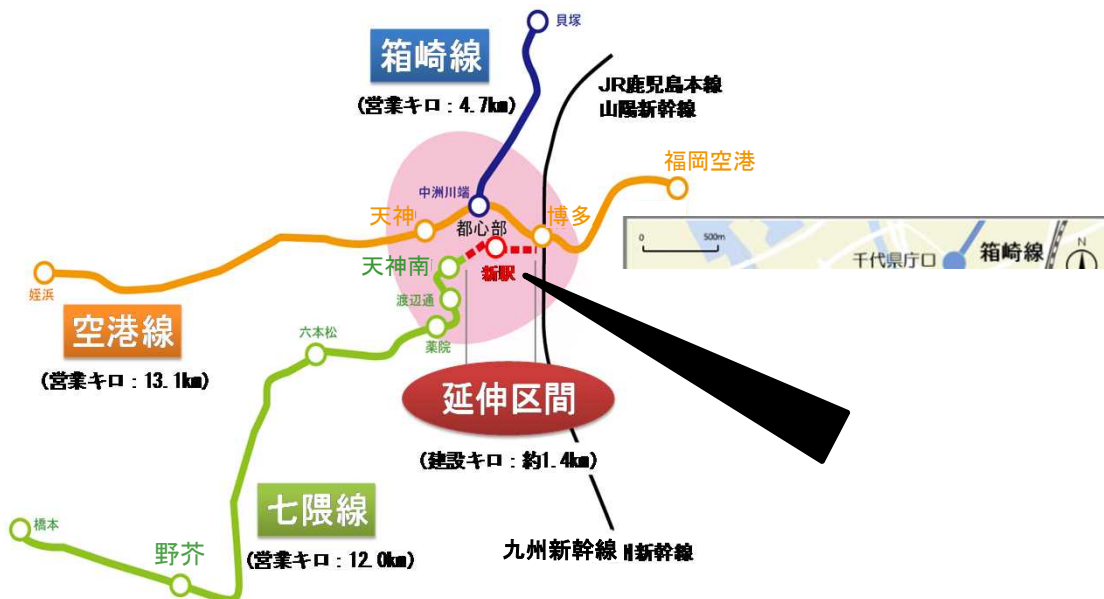 貝塚
箱崎線
(営業キロ：4.7km)
JR鹿児島本線
山陽新幹線
福岡空港
中洲川端
天神
博多
都心部
0 500m
千代県庁口
箱崎線
N
天神南
新駅
姪浜
渡辺通
空港線
六本松
薬院
(営業キロ：13.1km)
延伸区間
(建設キロ：約1.4km)
七隈線
橋本
野芥
(営業キロ：12.0km)
九州新幹線
新幹線